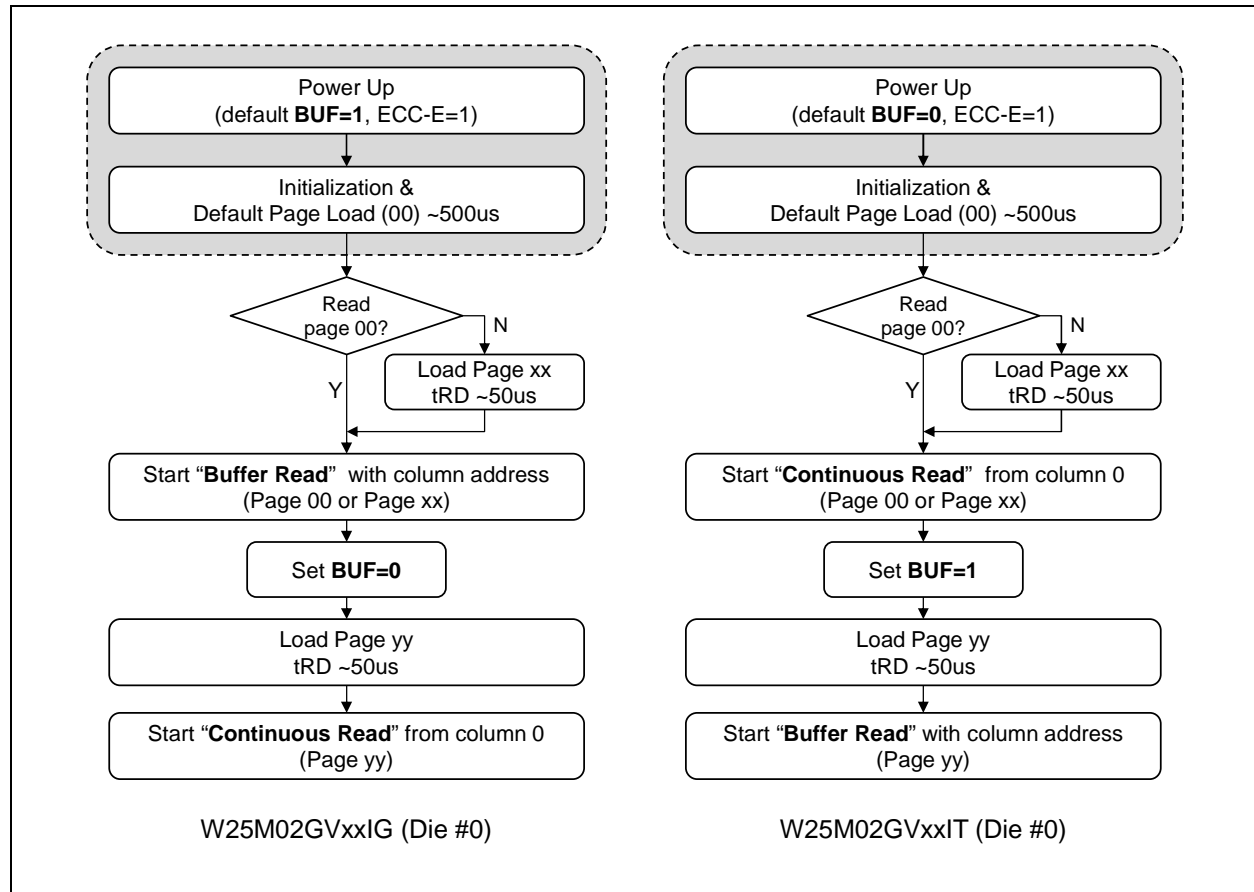 Power Up
(default BUF=1, ECC-E=1)
Initialization &
Default Page Load (00) ~500us
Read
page 00?
N
Load Page xx
tRD ~50us
Y
Start “Buffer Read” with column address
(Page 00 or Page xx)
Set BUF=0
Load Page yy
tRD ~50us
Start “Continuous Read” from column 0
(Page yy)
W25M02GVxxIG (Die #0)
Power Up
(default BUF=0, ECC-E=1)
Initialization &
Default Page Load (00) ~500us
Read
page 00?
N
Load Page xx
tRD ~50us
Y
Start “Continuous Read” from column 0
(Page 00 or Page xx)
Set BUF=1
Load Page yy
tRD ~50us
Start “Buffer Read” with column address
(Page yy)
W25M02GVxxIT (Die #0)